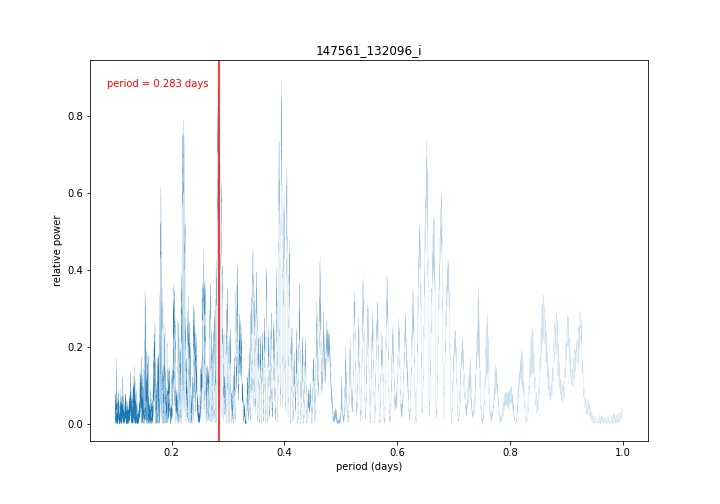 147561_132096_i
period = 0.283 days
relative power
0.8
0.6
0.4
0.2
0.0
0.2 0.4 0.6 0.8 1.0
period (days)